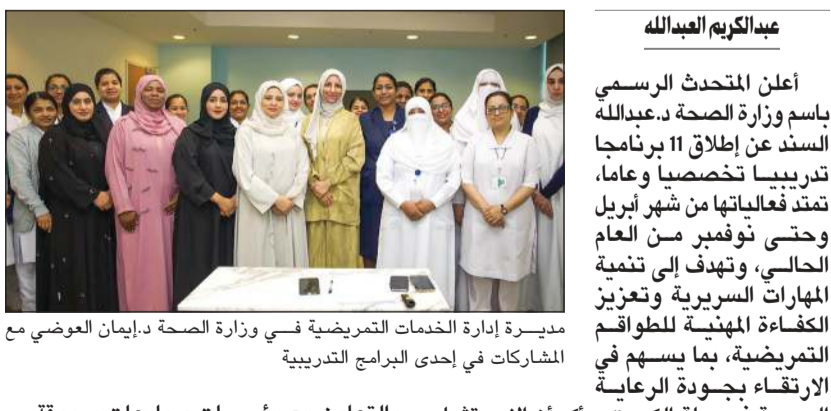 عبدالكريم العبدالله
أعلن المتحدث الرسمي
باسم وزارة الصحة د.عبدالله
السند عن إطلاق 11 برنامجا
تدريبيا تخصصيا وعاما،
تمتد فعالياتها من شهر أبريل
وحتى نوفمبر من العام
الحالي، وتهدف إلى تنمية
المهارات السريرية وتعزيز
الكفاءة المهنية للطواقم
التمريضية، بما يسهم في
الارتقاء بجودة الرعاية
مديرة إدارة الخدمات التمريضية في وزارة الصحة د.إيمان العوضي مع
المشاركات في إحدى البرامج التدريبية